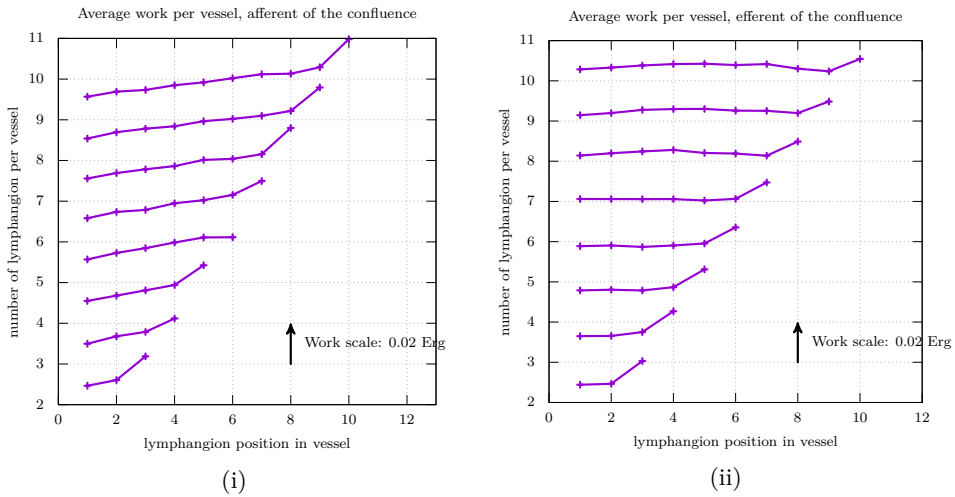 Average work per vessel, afferent of the confluence
number of lymphangion per vessel
11
10
9
8
7
6
5
4
3
2
Work scale: 0.02 Erg
0 2 4 6 8 10 12
lymphangion position in vessel
(i)
Average work per vessel, efferent of the confluence
number of lymphangion per vessel
11
10
9
8
7
6
5
4
3
2
Work scale: 0.02 Erg
0 2 4 6 8 10 12
lymphangion position in vessel
(ii)